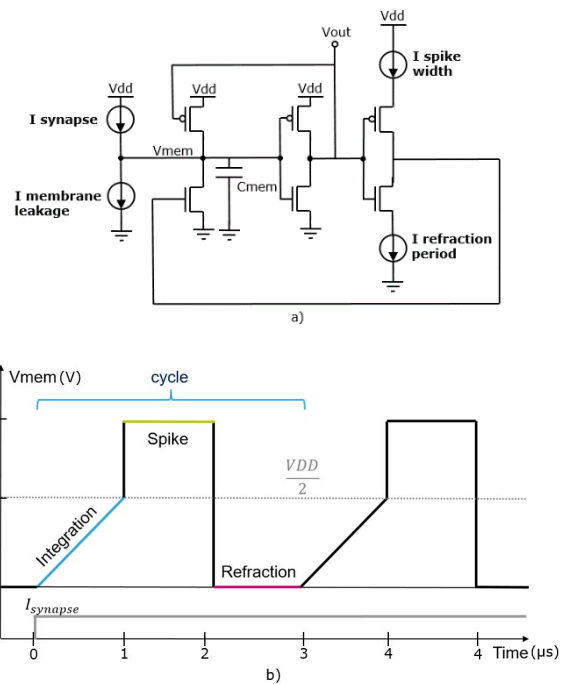 Vdd
Vout
I spike
width
Vdd
Vdd
Vdd
I synapse
Vmem
Cmem
I membrane
leakage
I refraction
period
a)
Vmem (V)
cycle
Spike
VDD
2
Integration
Refraction
Isynapse
0 1 2 3 4 4 Time (µs)
b)